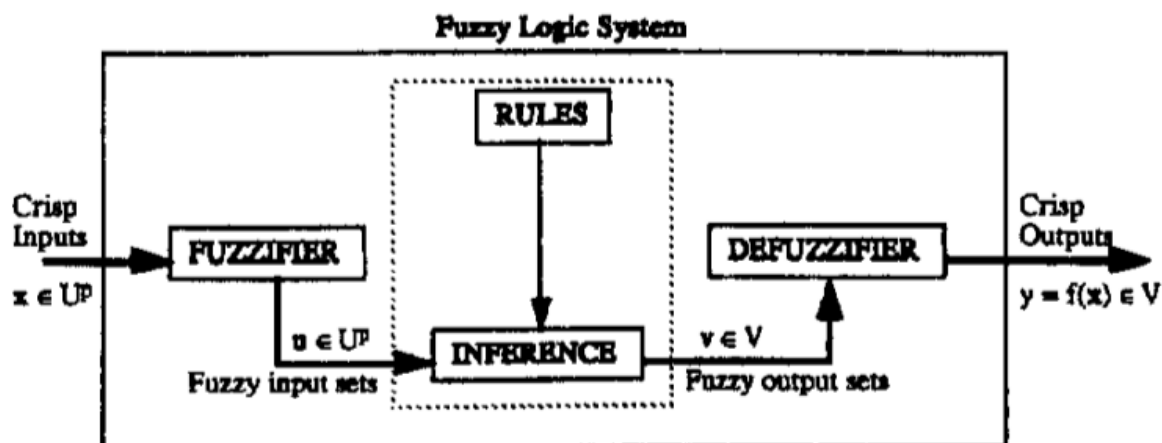 Fuzzy Logic System
RULES
Crisp
Inputs
x ∈ Uᵖ
FUZZIFIER
u ∈ Uᵖ
Fuzzy input sets
INFERENCE
v ∈ V
Fuzzy output sets
DEFUZZIFIER
Crisp
Outputs
y = f(x) ∈ V